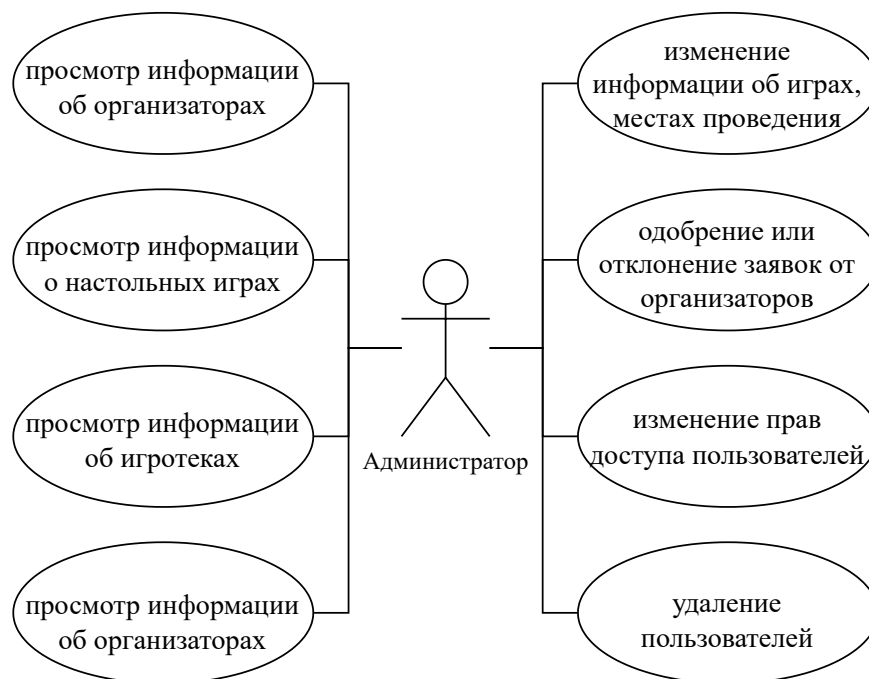 просмотр информации
об организаторах
просмотр информации
о настольных играх
просмотр информации
об игротеках
просмотр информации
об организаторах
Администратор
изменение
информации об играх,
местах проведения
одобрение или
отклонение заявок от
организаторов
изменение прав
доступа пользователей
удаление
пользователей